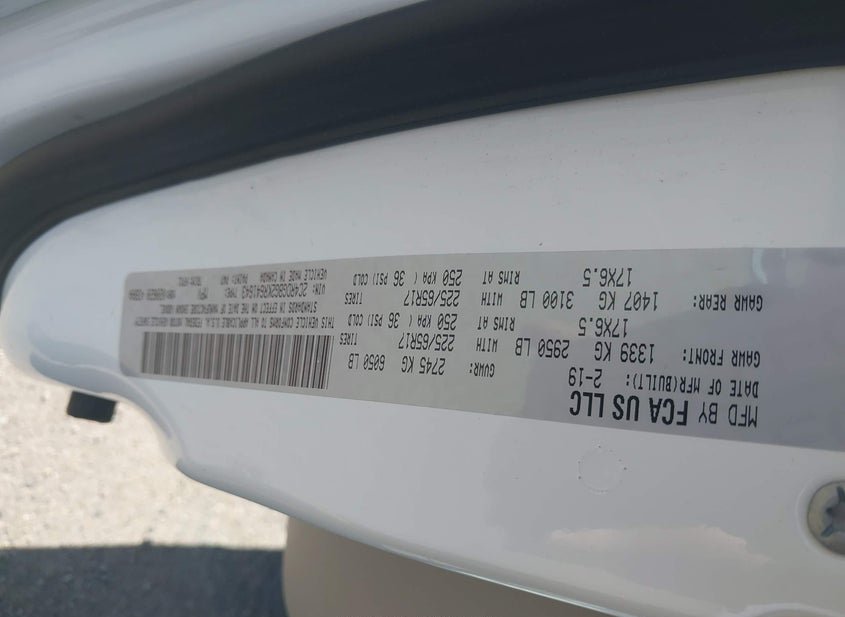 MFD BY FCA US LLC
DATE OF MFR(BUILT): 2-19
GVWR: 2745 KG 6050 LB
GAWR FRONT: 1339 KG 2950 LB WITH 225/65R17 TIRES
17X6.5 RIMS AT 250 KPA ( 36 PSI) COLD
GAWR REAR: 1407 KG 3100 LB WITH 225/65R17 TIRES
17X6.5 RIMS AT 250 KPA ( 36 PSI) COLD
THIS VEHICLE CONFORMS TO ALL APPLICABLE U.S.A. FEDERAL MOTOR VEHICLE SAFETY
STANDARDS IN EFFECT ON THE DATE OF MANUFACTURE SHOWN ABOVE.
VIN: TYPE: MPV
VEHICLE MADE IN CANADA PAINT: